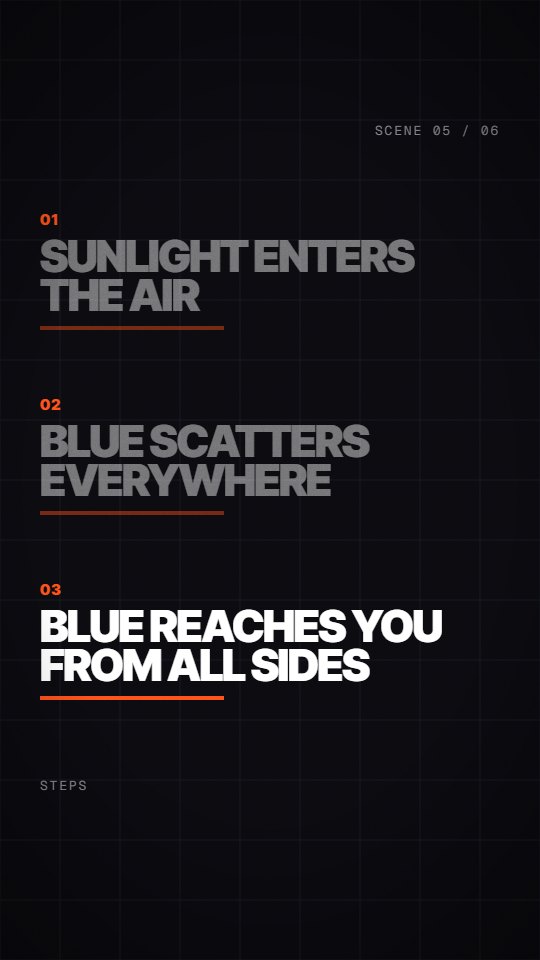 SCENE 05 / 06
01
SUNLIGHT ENTERS
THE AIR
02
BLUE SCATTERS
EVERYWHERE
03
BLUE REACHES YOU
FROM ALL SIDES
STEPS